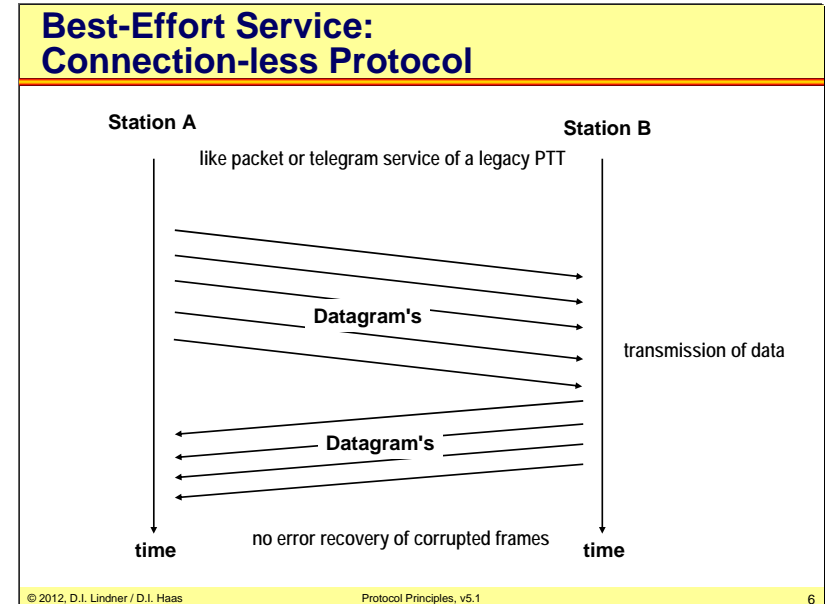 Best-Effort Service:
Connection-less Protocol
Station A
Station B
like packet or telegram service of a legacy PTT
Datagram's
transmission of data
Datagram's
no error recovery of corrupted frames
time
time
© 2012, D.I. Lindner / D.I. Haas
Protocol Principles, v5.1
6